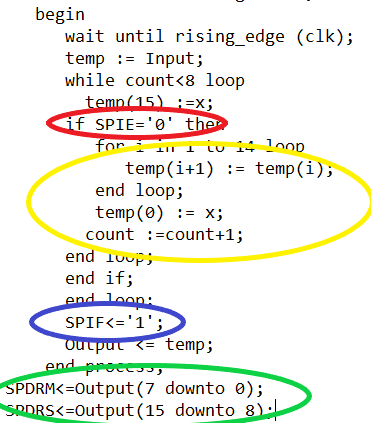 begin
wait until rising_edge (clk);
temp := Input;
while count<8 loop
temp(15) :=x;
if SPIE='0' then
for i in 1 to 14 loop
temp(i+1) := temp(i);
end loop;
temp(0) := x;
count :=count+1;
end loop;
end if;
end loop;
SPIF<='1';
Output <= temp;
end process;
SPDRM<=Output(7 downto 0);
SPDRS<=Output(15 downto 8);